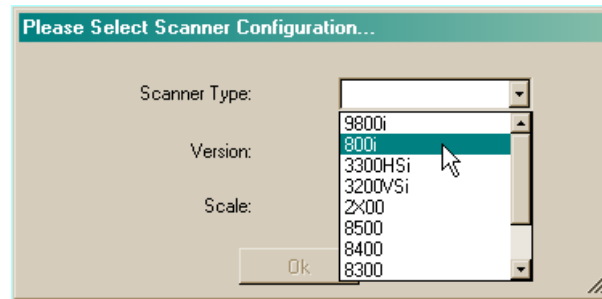 Please Select Scanner Configuration...
Scanner Type:
9800i
800i
Version:
3300HSi
3200VSi
Scale:
2X00
8500
8400
Ok
8300